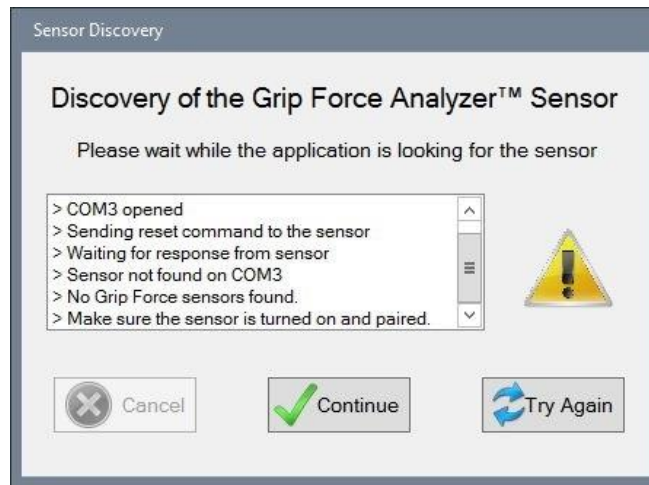 Sensor Discovery
Discovery of the Grip Force Analyzer™ Sensor
Please wait while the application is looking for the sensor
> COM3 opened
> Sending reset command to the sensor
> Waiting for response from sensor
> Sensor not found on COM3
> No Grip Force sensors found.
> Make sure the sensor is turned on and paired.
Cancel
Continue
Try Again